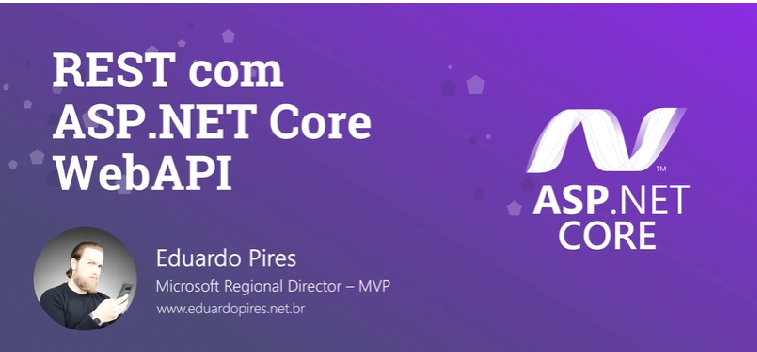 REST com
ASP.NET Core
WebAPI
Eduardo Pires
Microsoft Regional Director – MVP
www.eduardopires.net.br
TM
ASP.NET
CORE